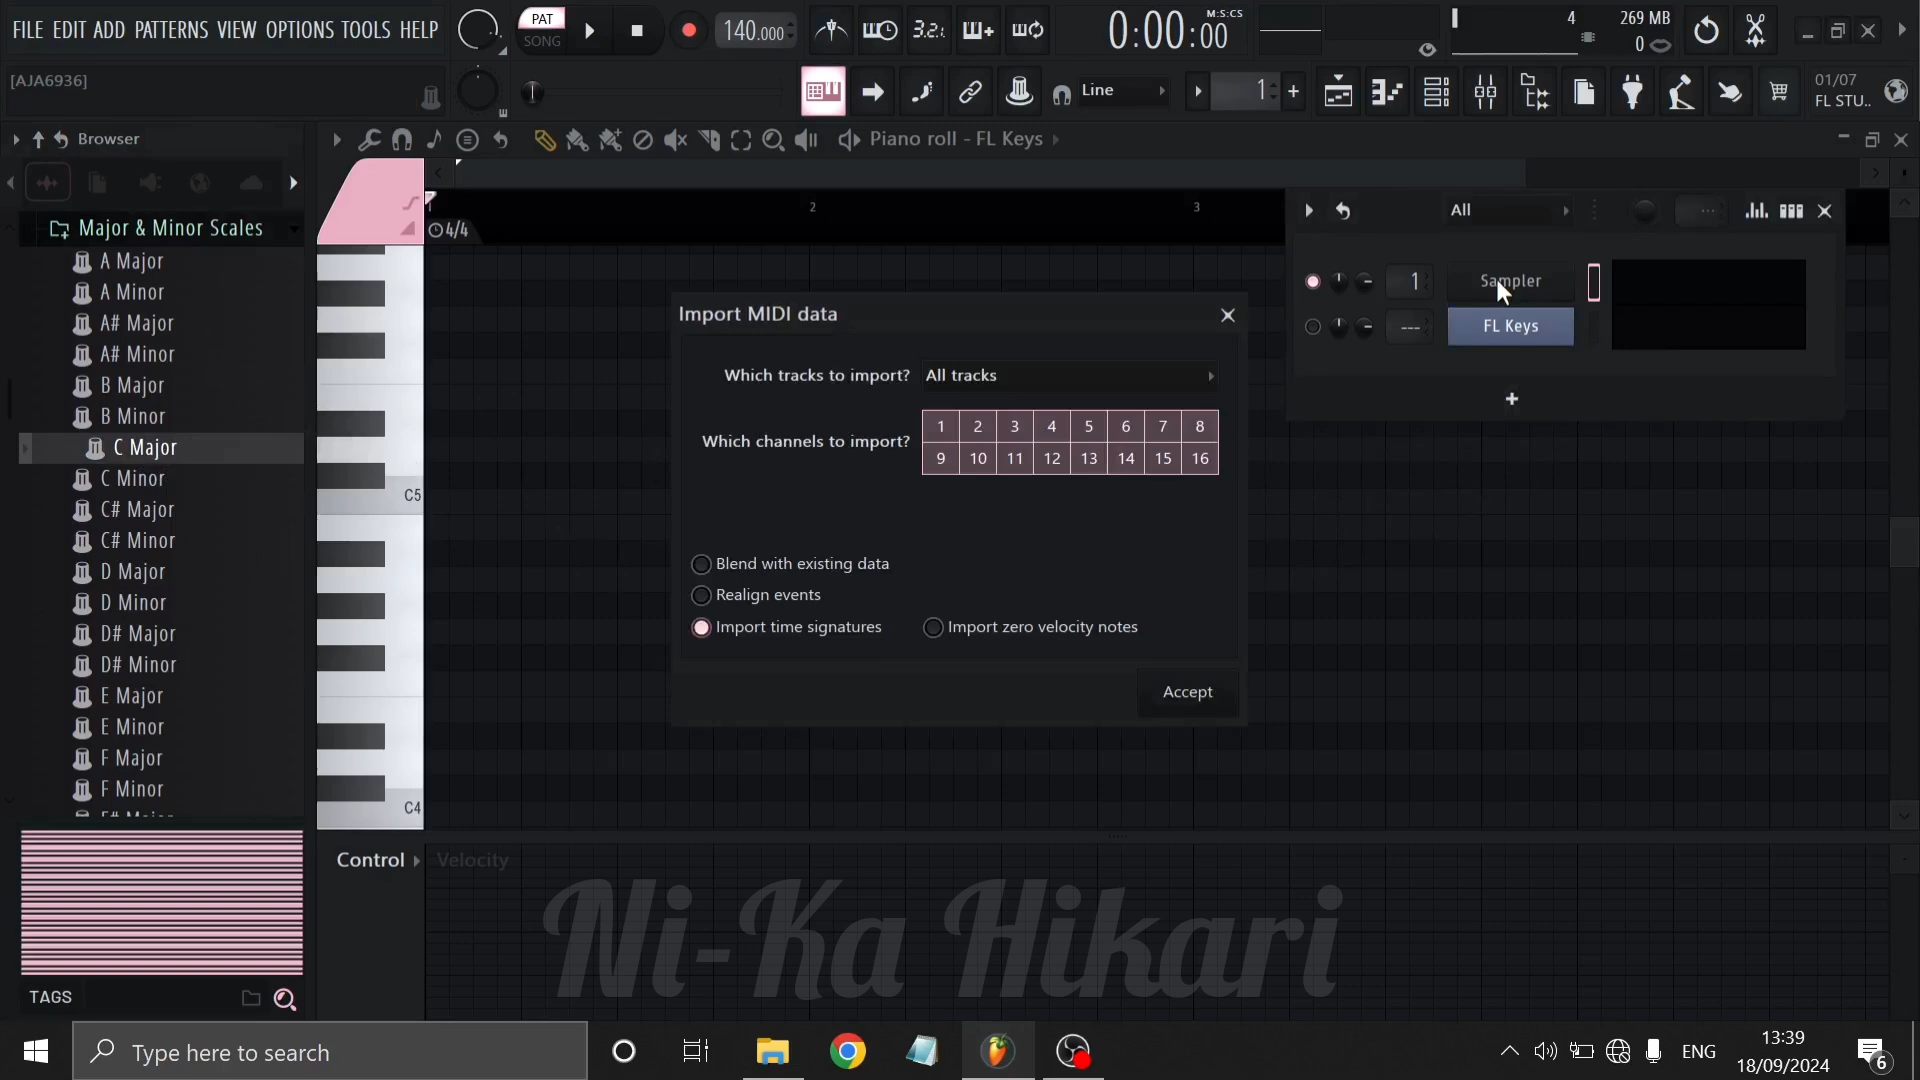 FILE EDIT ADD PATTERNS VIEW OPTIONS TOOLS HELP
PAT
SONG
140.000
3.2.
0:00:00
M:S:CS
4
269 MB
0
[AJA6936]
Line
1
01/07
FL STU..
Browser
Piano roll - FL Keys
Major & Minor Scales
A Major
A Minor
A# Major
A# Minor
B Major
B Minor
C Major
C Minor
C# Major
C# Minor
D Major
D Minor
D# Major
D# Minor
E Major
E Minor
F Major
F Minor
F# Major
TAGS
2
3
4/4
C5
C4
Import MIDI data
Which tracks to import? All tracks
Which channels to import?
1 2 3 4 5 6 7 8
9 10 11 12 13 14 15 16
Blend with existing data
Realign events
Import time signatures
Import zero velocity notes
Accept
All
1 Sampler
--- FL Keys
Control
Velocity
Ni-Ka Hikari
Type here to search
ENG
13:39
18/09/2024
6